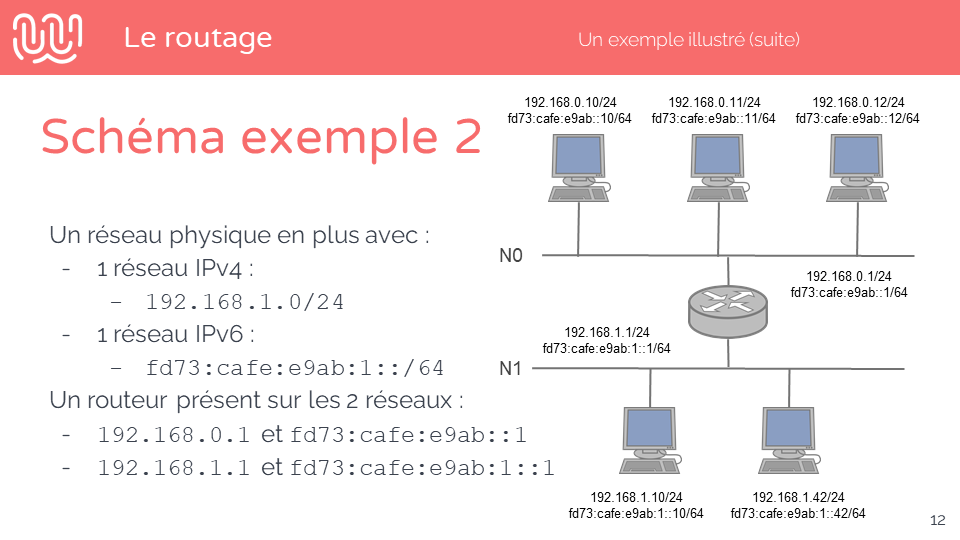 Le routage
Un exemple illustré (suite)
Schéma exemple 2
Un réseau physique en plus avec :
- 1 réseau IPv4 :
- 192.168.1.0/24
- 1 réseau IPv6 :
- fd73:cafe:e9ab:1::/64
Un routeur présent sur les 2 réseaux :
- 192.168.0.1 et fd73:cafe:e9ab::1
- 192.168.1.1 et fd73:cafe:e9ab:1::1
192.168.0.10/24
fd73:cafe:e9ab::10/64
192.168.0.11/24
fd73:cafe:e9ab::11/64
192.168.0.12/24
fd73:cafe:e9ab::12/64
N0
192.168.0.1/24
fd73:cafe:e9ab::1/64
192.168.1.1/24
fd73:cafe:e9ab:1::1/64
N1
192.168.1.10/24
fd73:cafe:e9ab:1::10/64
192.168.1.42/24
fd73:cafe:e9ab:1::42/64
12